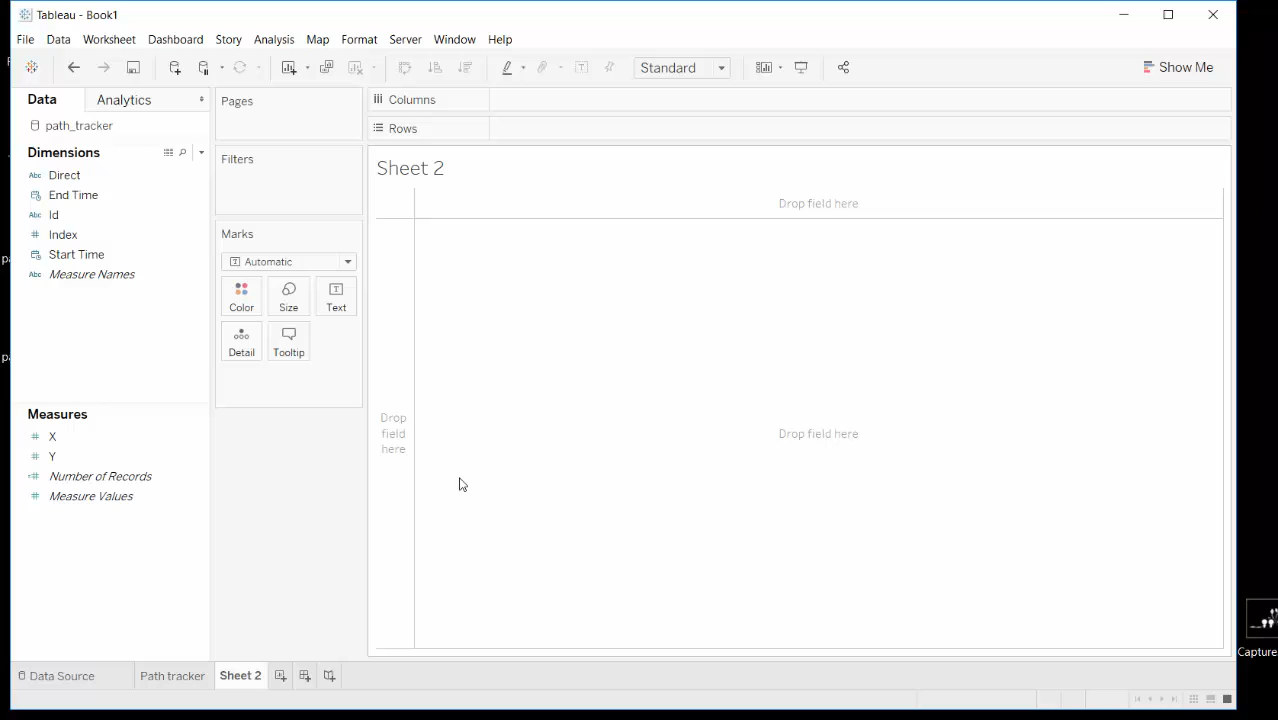 Tableau - Book1
File Data Worksheet Dashboard Story Analysis Map Format Server Window Help
Standard
Show Me
Data Analytics
path_tracker
Dimensions
Abc Direct
End Time
Abc Id
Index
Start Time
Abc Measure Names
Measures
X
Y
Number of Records
Measure Values
Pages
Filters
Marks
Automatic
Color Size Text
Detail Tooltip
Columns
Rows
Sheet 2
Drop field here
Drop
field
here
Drop field here
Data Source Path tracker Sheet 2
Capture